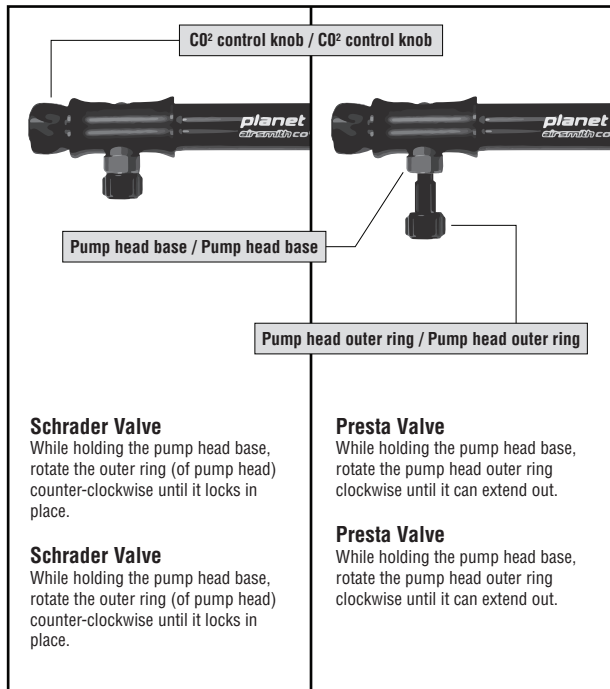 CO² control knob / CO² control knob
planet
airsmith co
planet
airsmith co
Pump head base / Pump head base
Pump head outer ring / Pump head outer ring
Schrader Valve
While holding the pump head base,
rotate the outer ring (of pump head)
counter-clockwise until it locks in
place.
Schrader Valve
While holding the pump head base,
rotate the outer ring (of pump head)
counter-clockwise until it locks in
place.
Presta Valve
While holding the pump head base,
rotate the pump head outer ring
clockwise until it can extend out.
Presta Valve
While holding the pump head base,
rotate the pump head outer ring
clockwise until it can extend out.